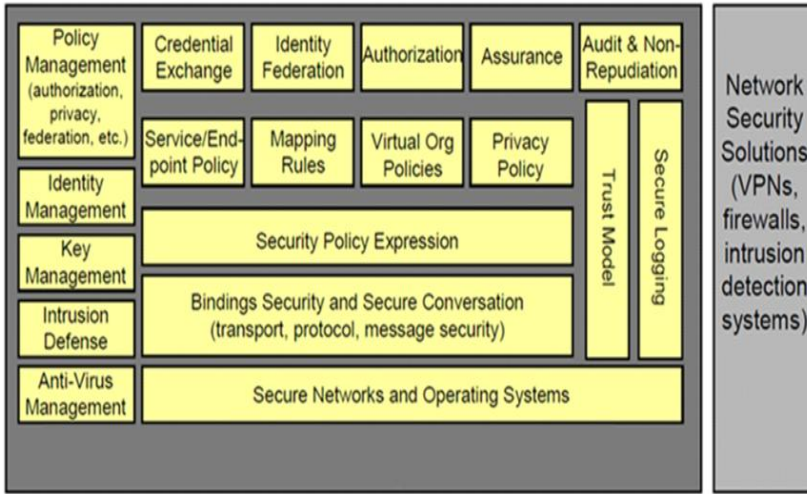 Policy
Management
(authorization,
privacy,
federation, etc.)
Identity
Management
Key
Management
Intrusion
Defense
Anti-Virus
Management
Credential
Exchange
Identity
Federation
Authorization
Assurance
Audit & Non-
Repudiation
Service/End-
point Policy
Mapping
Rules
Virtual Org
Policies
Privacy
Policy
Security Policy Expression
Bindings Security and Secure Conversation
(transport, protocol, message security)
Trust Model
Secure Logging
Secure Networks and Operating Systems
Network
Security
Solutions
(VPNs,
firewalls,
intrusion
detection
systems)